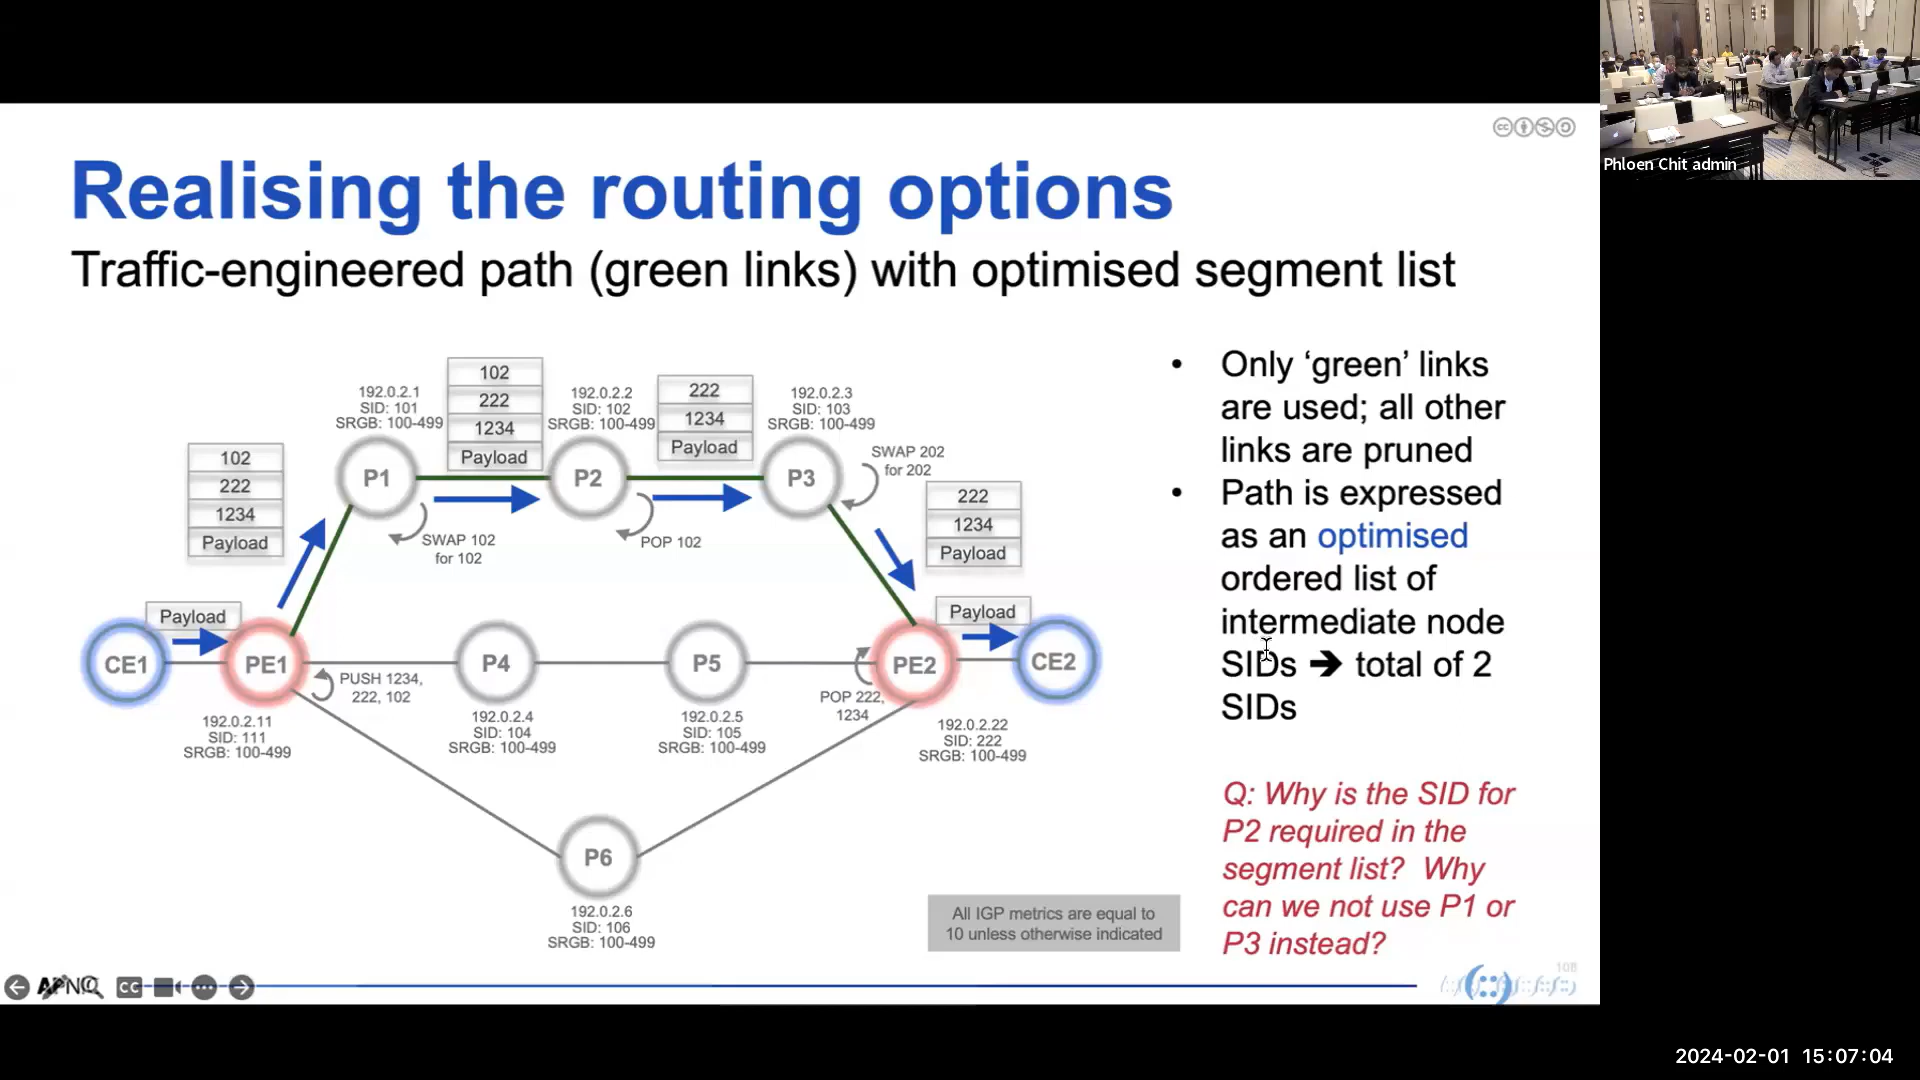 Phloen Chit admin
Realising the routing options
Traffic-engineered path (green links) with optimised segment list
192.0.2.1
SID: 101
SRGB: 100-499
102
222
1234
Payload
192.0.2.2
SID: 102
SRGB: 100-499
222
1234
Payload
192.0.2.3
SID: 103
SRGB: 100-499
102
222
1234
Payload
P1
P2
P3
SWAP 202
for 202
SWAP 102
for 102
POP 102
222
1234
Payload
Payload
Payload
CE1
PE1
P4
P5
PE2
CE2
PUSH 1234,
222, 102
POP 222,
1234
192.0.2.11
SID: 111
SRGB: 100-499
192.0.2.4
SID: 104
SRGB: 100-499
192.0.2.5
SID: 105
SRGB: 100-499
192.0.2.22
SID: 222
SRGB: 100-499
P6
192.0.2.6
SID: 106
SRGB: 100-499
All IGP metrics are equal to
10 unless otherwise indicated
• Only ‘green’ links
are used; all other
links are pruned
• Path is expressed
as an optimised
ordered list of
intermediate node
SIDs ➔ total of 2
SIDs
Q: Why is the SID for
P2 required in the
segment list? Why
can we not use P1 or
P3 instead?
CC
108
2024-02-01 15:07:04